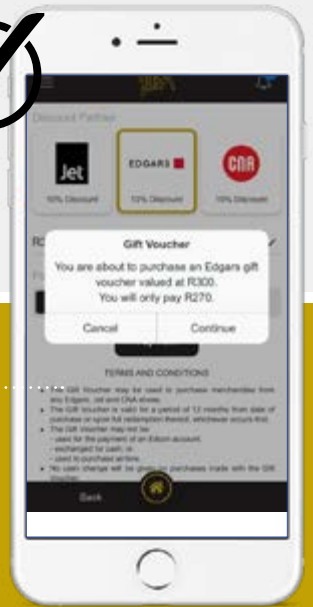 Discount Partner
Jet
EDGARS
CNA
10% Discount
10% Discount
10% Discount
Gift Voucher
You are about to purchase an Edgars gift
voucher valued at R300.
You will only pay R270.
Cancel
Continue
TERMS AND CONDITIONS
The Gift Voucher may be used to purchase merchandise from
any Edgars, Jet and CNA stores.
The Gift Voucher is valid for a period of 12 months from date of
purchase or upon full redemption thereof, whichever occurs first.
The Gift Voucher may not be:
- used for the payment of an Edcon account,
- exchanged for cash, or
- used to purchase airtime.
No cash change will be given on purchases made with the Gift
Voucher.
Back